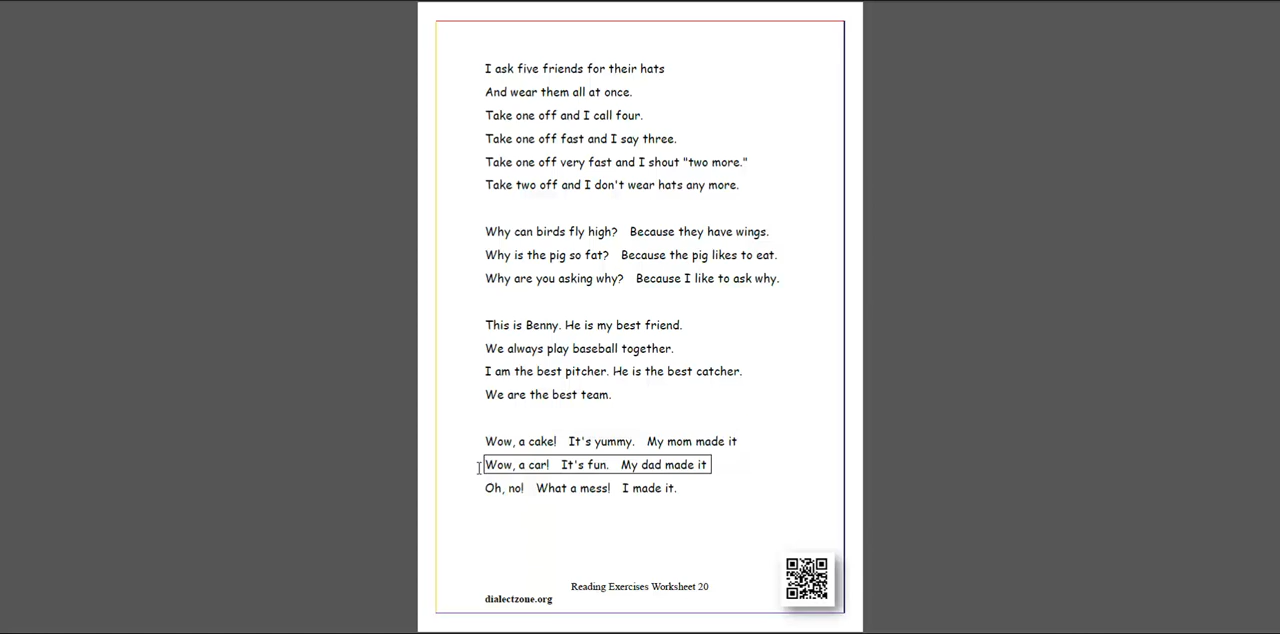 I ask five friends for their hats
And wear them all at once.
Take one off and I call four.
Take one off fast and I say three.
Take one off very fast and I shout "two more."
Take two off and I don't wear hats any more.
Why can birds fly high? Because they have wings.
Why is the pig so fat? Because the pig likes to eat.
Why are you asking why? Because I like to ask why.
This is Benny. He is my best friend.
We always play baseball together.
I am the best pitcher. He is the best catcher.
We are the best team.
Wow, a cake! It's yummy. My mom made it
Wow, a car! It's fun. My dad made it
Oh, no! What a mess! I made it.
Reading Exercises Worksheet 20
dialectzone.org